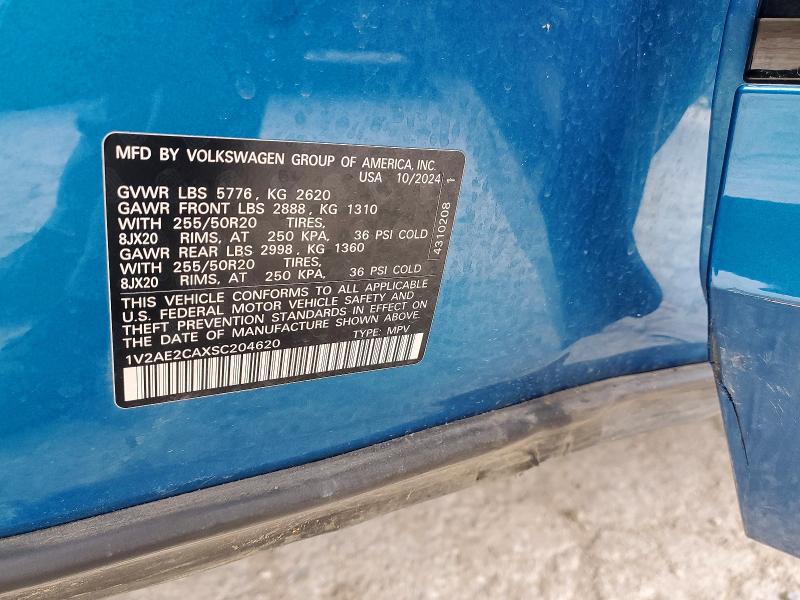 MFD BY VOLKSWAGEN GROUP OF AMERICA, INC.
USA 10/2024
GVWR LBS 5776, KG 2620
GAWR FRONT LBS 2888, KG 1310
WITH 255/50R20 TIRES,
8JX20 RIMS, AT 250 KPA, 36 PSI COLD
GAWR REAR LBS 2998, KG 1360
WITH 255/50R20 TIRES,
8JX20 RIMS, AT 250 KPA, 36 PSI COLD
THIS VEHICLE CONFORMS TO ALL APPLICABLE
U.S. FEDERAL MOTOR VEHICLE SAFETY AND
THEFT PREVENTION STANDARDS IN EFFECT ON
THE DATE OF MANUFACTURE SHOWN ABOVE.
1V2AE2CAXSC204620 TYPE: MPV
4310208